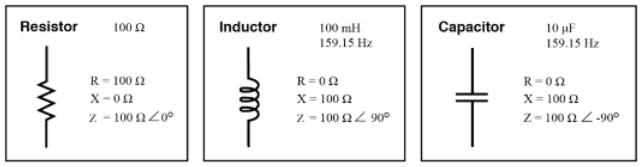 Resistor 100 Ω
R = 100 Ω
X = 0 Ω
Z = 100 Ω ∠0°
Inductor 100 mH
159.15 Hz
R = 0 Ω
X = 100 Ω
Z = 100 Ω ∠ 90°
Capacitor 10 μF
159.15 Hz
R = 0 Ω
X = 100 Ω
Z = 100 Ω ∠ -90°